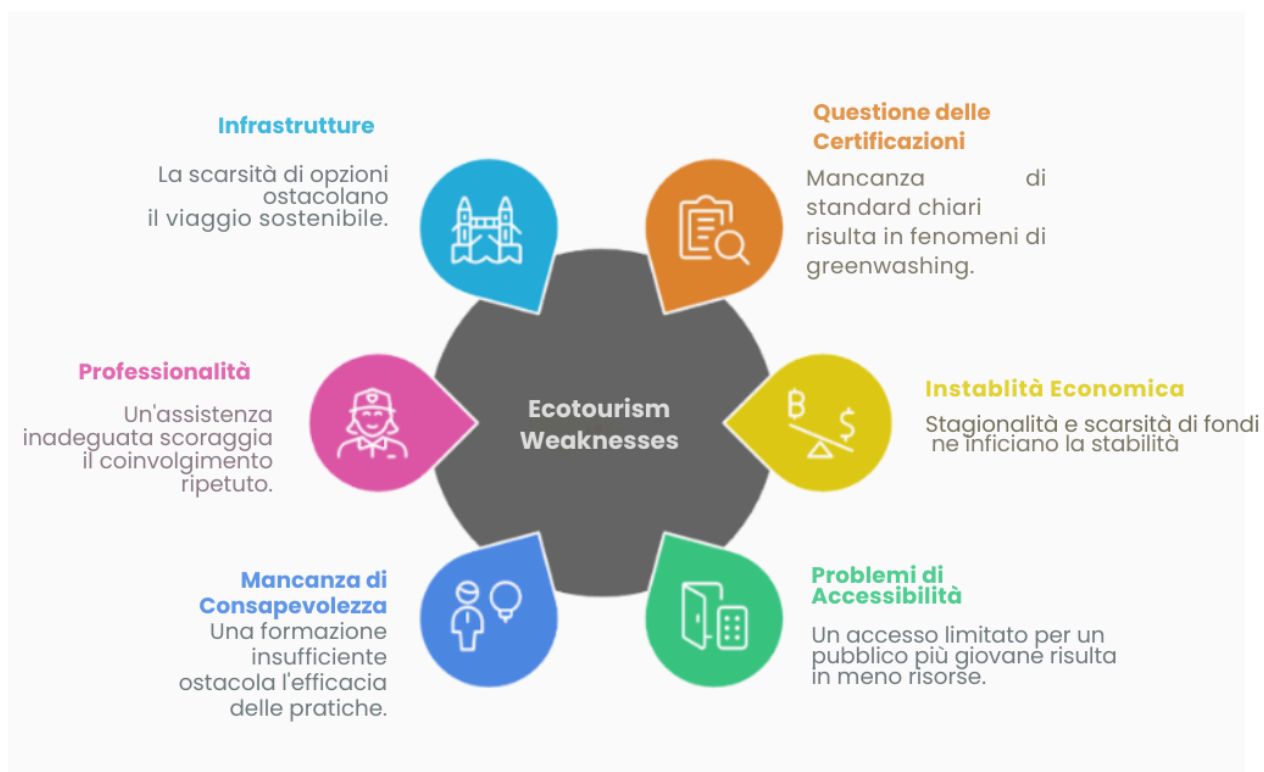 Infrastrutture
La scarsità di opzioni
ostacolano
il viaggio sostenibile.
Questione delle
Certificazioni
Mancanza di
standard chiari
risulta in fenomeni di
greenwashing.
Professionalità
Un'assistenza
inadeguata scoraggia
il coinvolgimento
ripetuto.
Ecotourism
Weaknesses
Instablità Economica
Stagionalità e scarsità di fondi
ne inficiano la stabilità
Mancanza di
Consapevolezza
Una formazione
insufficiente
ostacola l'efficacia
delle pratiche.
Problemi di
Accessibilità
Un accesso limitato per un
pubblico più giovane risulta
in meno risorse.